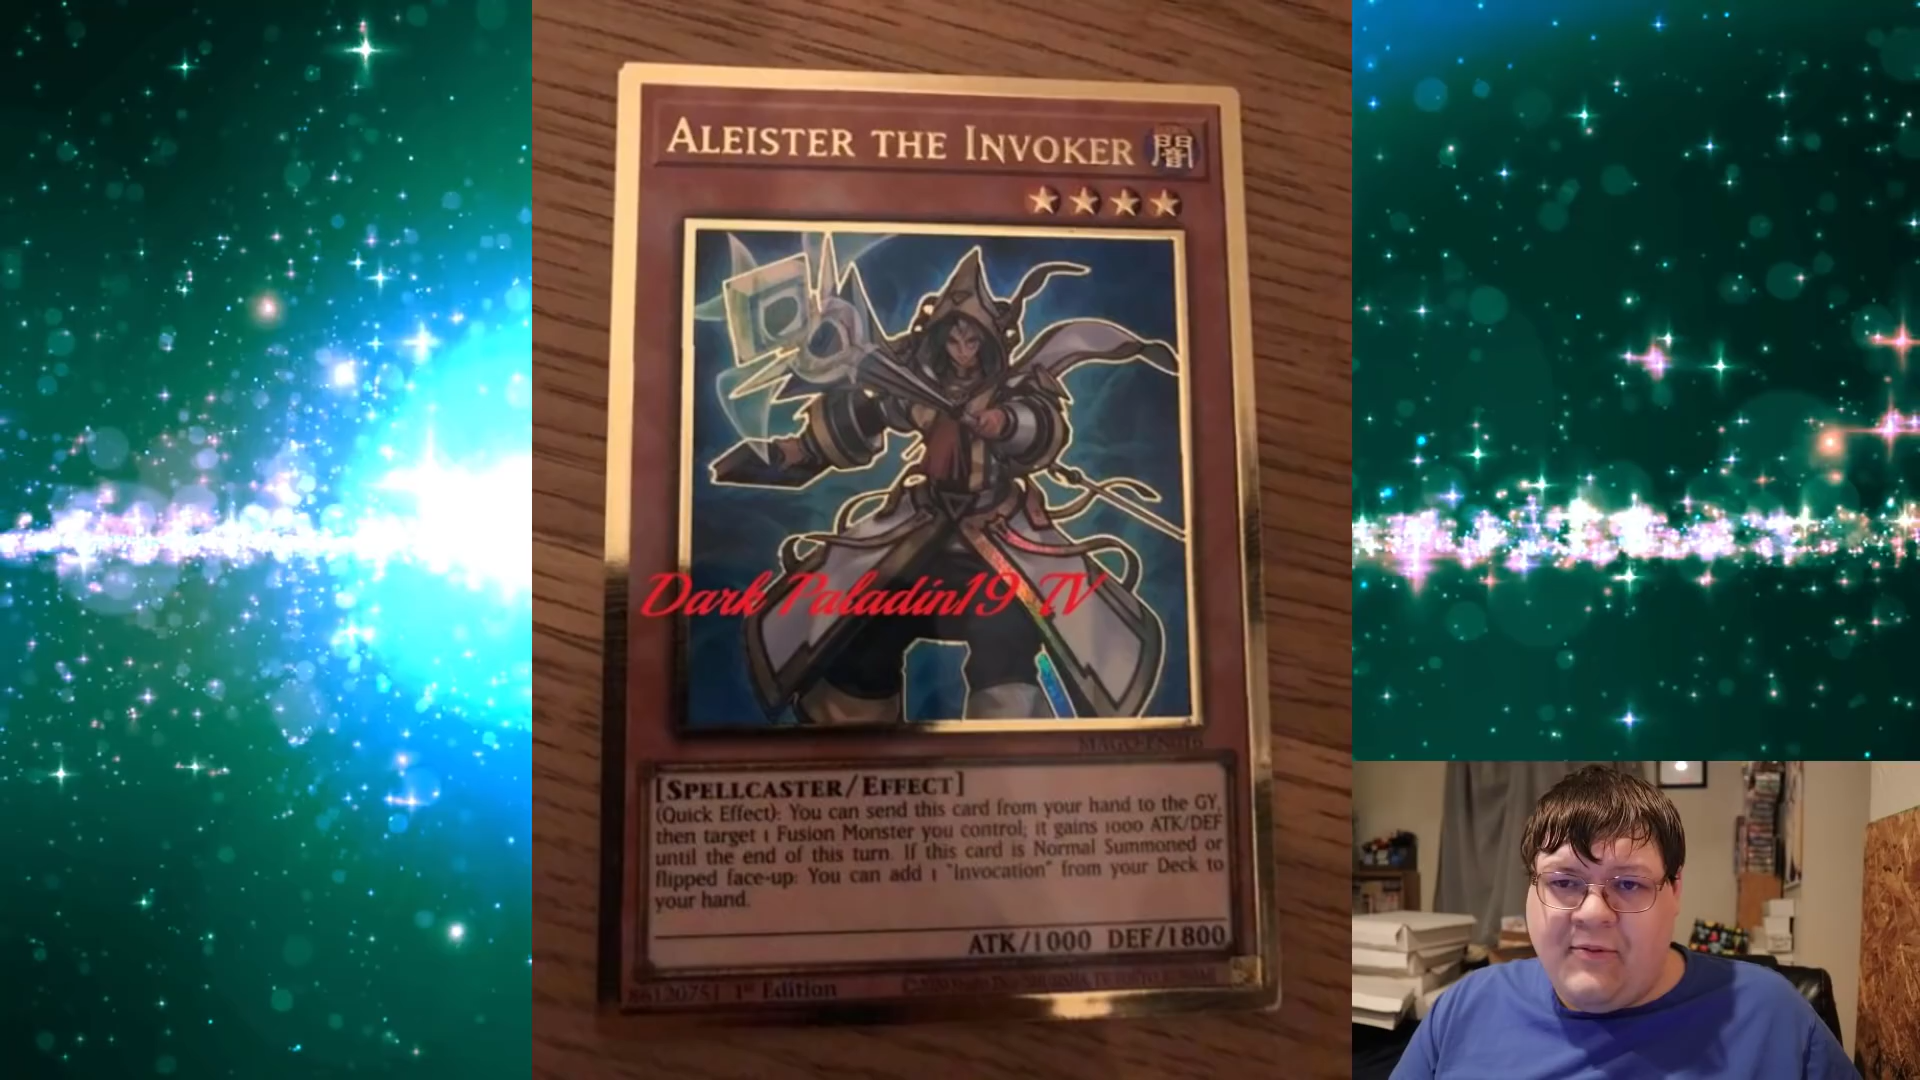 ALEISTER THE INVOKER 闇
Dark Paladin19 TV
MAGO-EN016
[SPELLCASTER/EFFECT]
(Quick Effect): You can send this card from your hand to the GY,
then target 1 Fusion Monster you control; it gains 1000 ATK/DEF
until the end of this turn. If this card is Normal Summoned or
flipped face-up: You can add 1 "Invocation" from your Deck to
your hand.
ATK/1000 DEF/1800
86120751 1st Edition